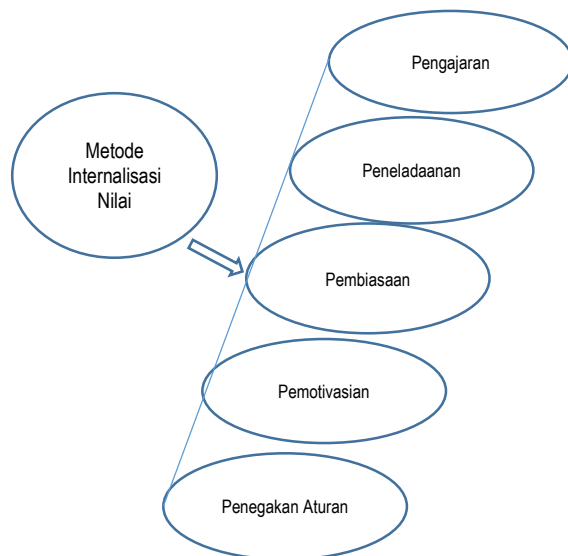 Pengajaran
Metode
Internalisasi
Nilai
Peneladaanan
Pembiasaan
Pemotivasian
Penegakan Aturan